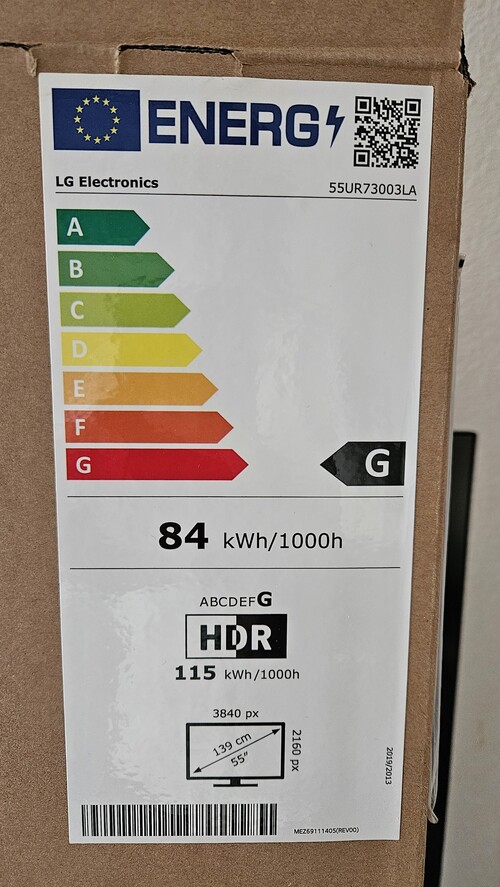 ENERG
LG Electronics
55UR73003LA
A
B
C
D
E
F
G
G
84 kWh/1000h
ABCDEFG
HDR
115 kWh/1000h
3840 px
2160 px
139 cm
55"
2019/2013
MEZ69111405(REV00)